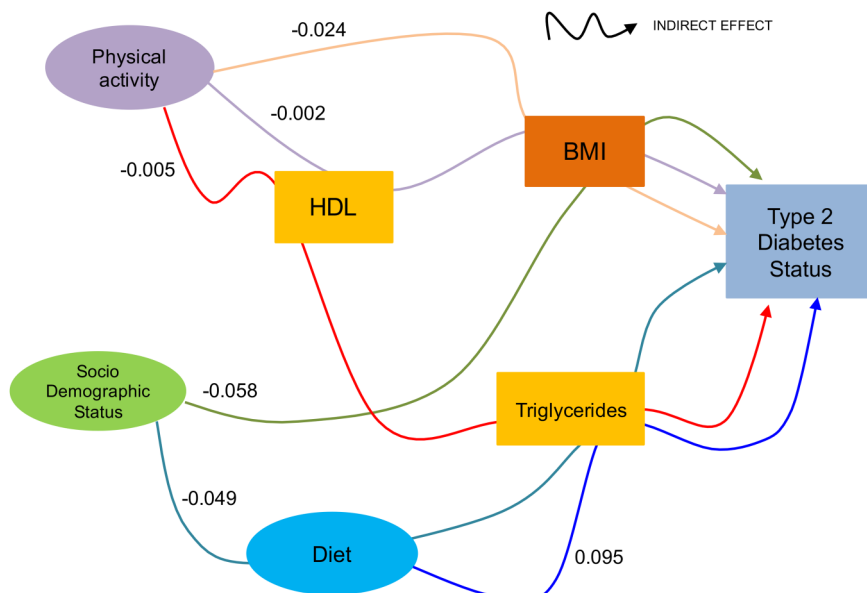 -0.024
INDIRECT EFFECT
Physical
activity
-0.002
-0.005
BMI
HDL
Type 2
Diabetes
Status
Socio
Demographic
Status
-0.058
Triglycerides
-0.049
Diet
0.095